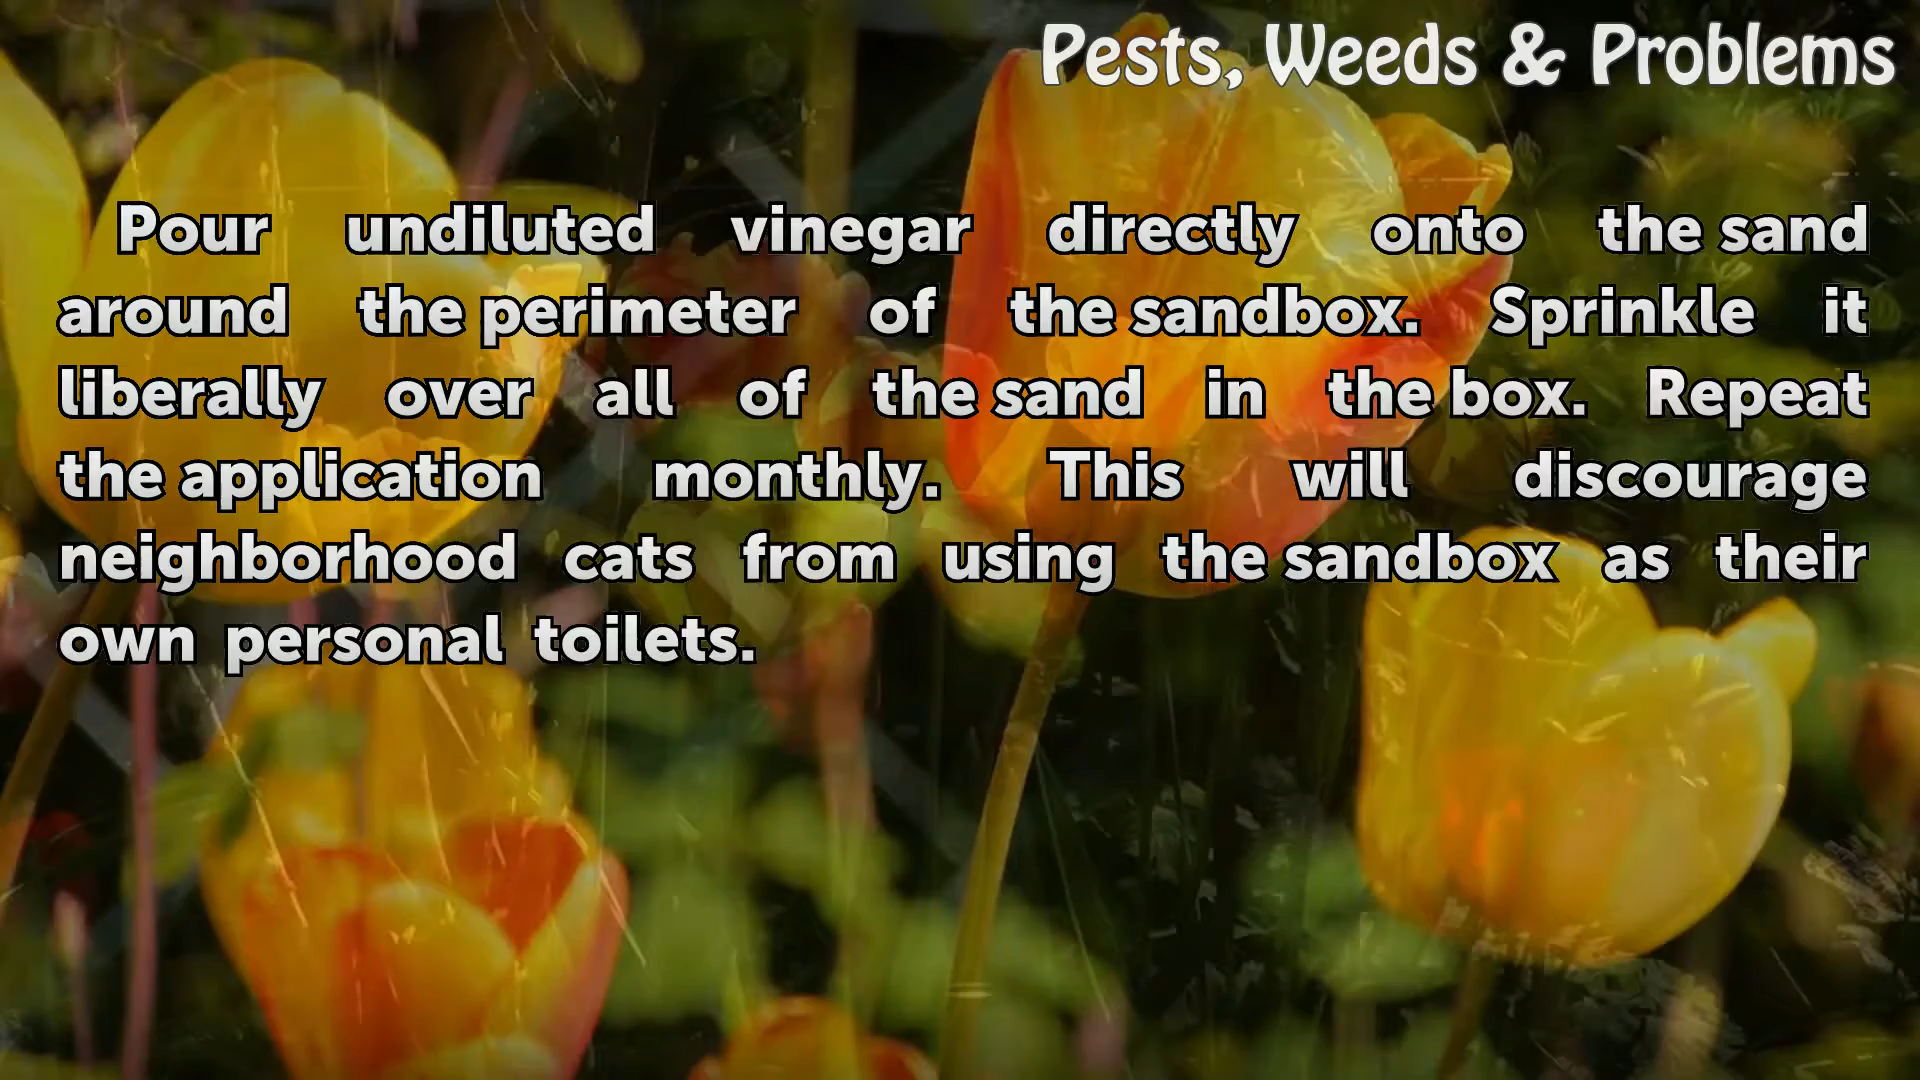 Pests, Weeds & Problems
Pour undiluted vinegar directly onto the sand
around the perimeter of the sandbox. Sprinkle it
liberally over all of the sand in the box. Repeat
the application monthly. This will discourage
neighborhood cats from using the sandbox as their
own personal toilets.